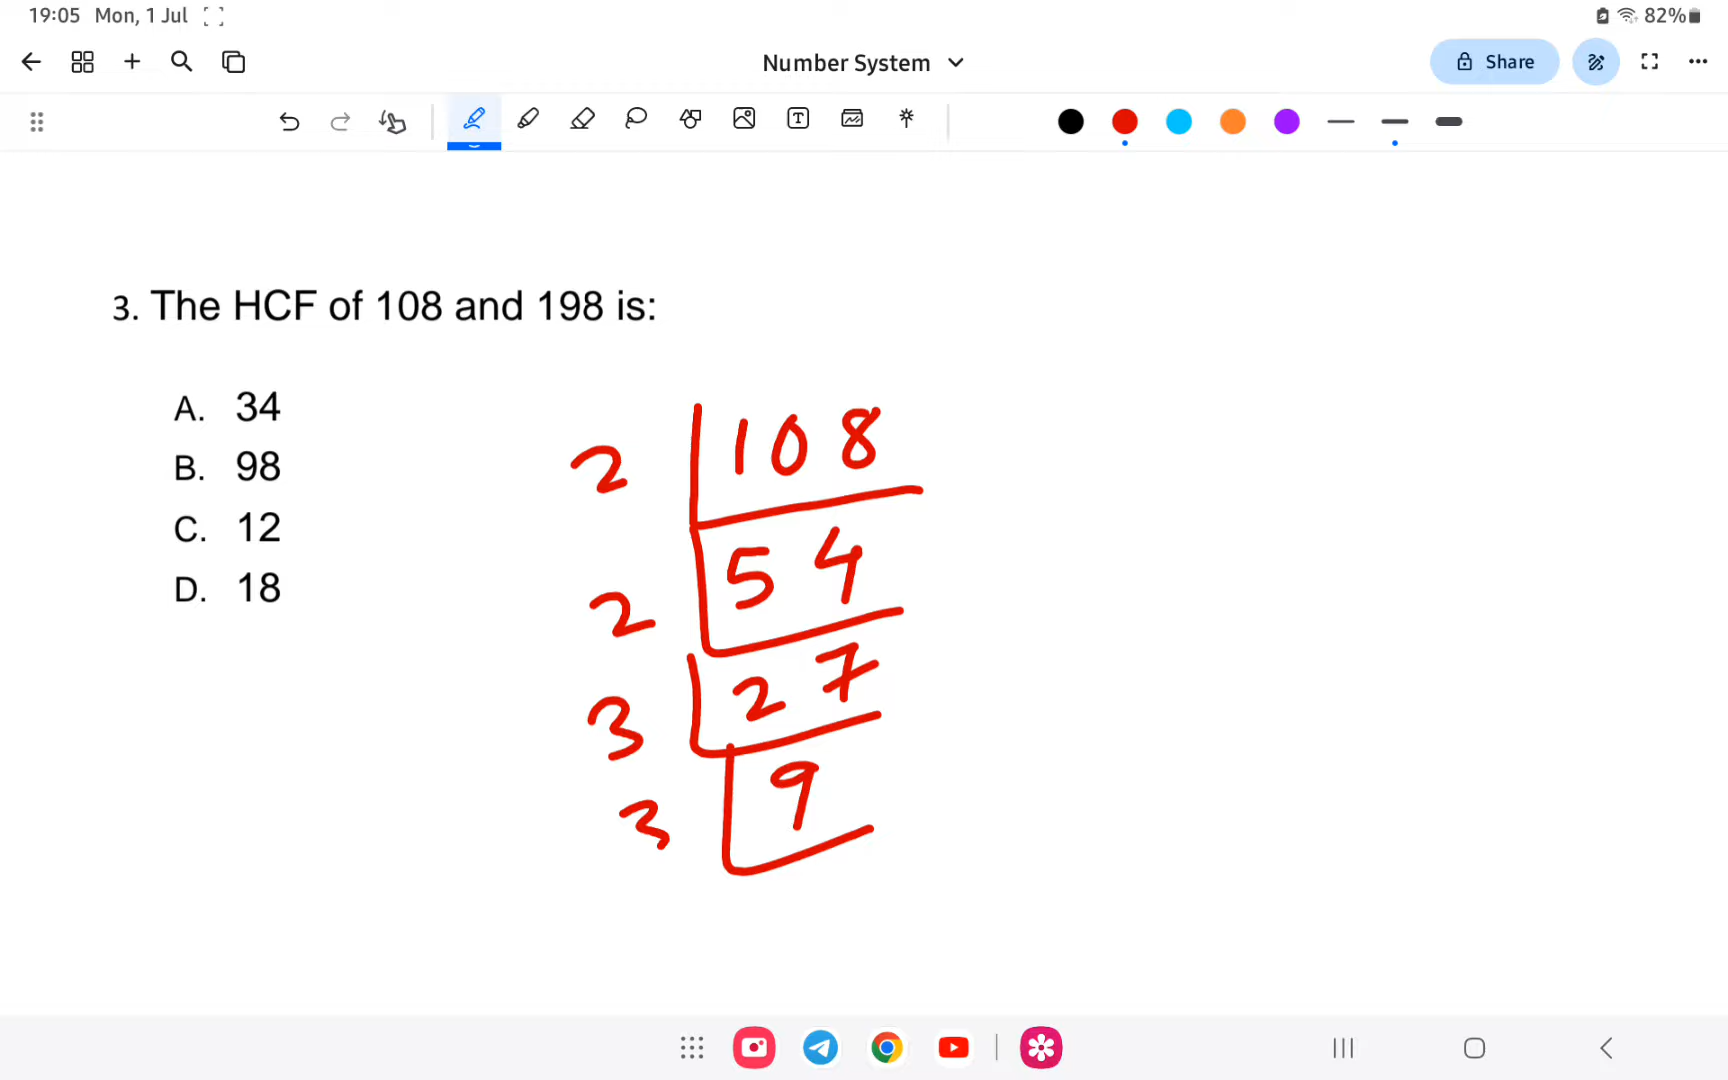 19:05 Mon, 1 Jul 82%
Number System Share
3. The HCF of 108 and 198 is:
A. 34
B. 98
C. 12
D. 18
2 108
2 54
3 27
3 9